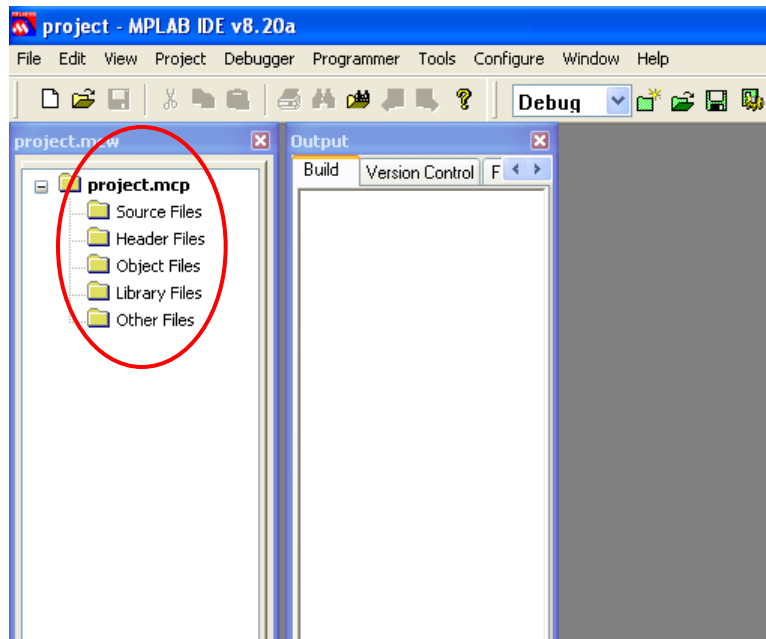 project - MPLAB IDE v8.20a
File Edit View Project Debugger Programmer Tools Configure Window Help
Debug
project.mcw
Output
Build Version Control F
project.mcp
Source Files
Header Files
Object Files
Library Files
Other Files